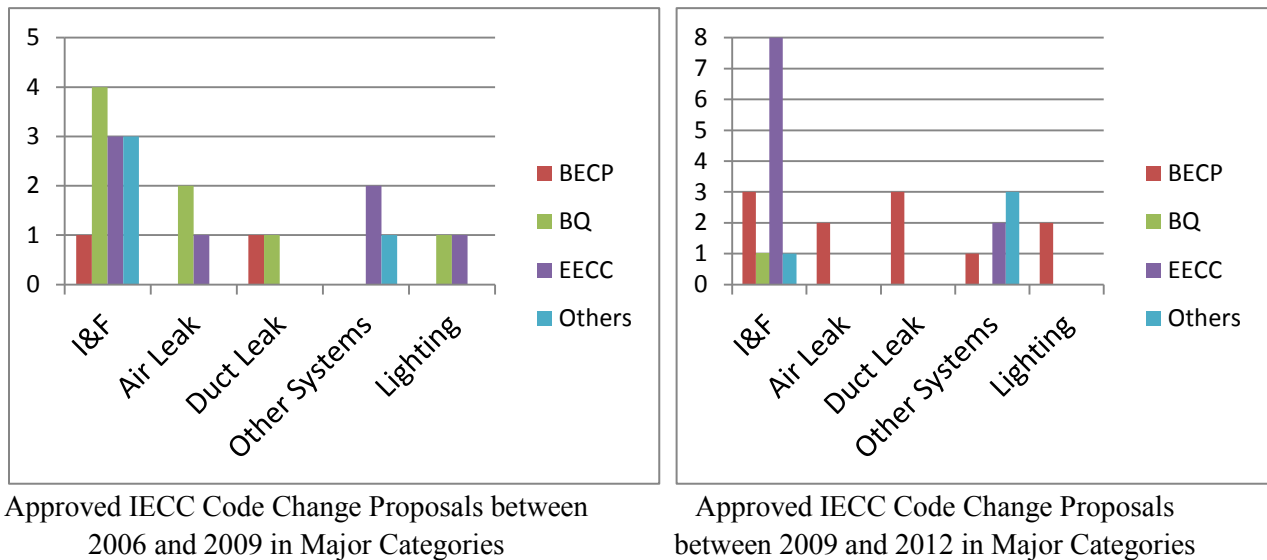 5
4
3
2
1
0
I&F
Air Leak
Duct Leak
Other Systems
Lighting
BECP
BQ
EECC
Others
Approved IECC Code Change Proposals between
2006 and 2009 in Major Categories
8
7
6
5
4
3
2
1
0
I&F
Air Leak
Duct Leak
Other Systems
Lighting
BECP
BQ
EECC
Others
Approved IECC Code Change Proposals
between 2009 and 2012 in Major Categories